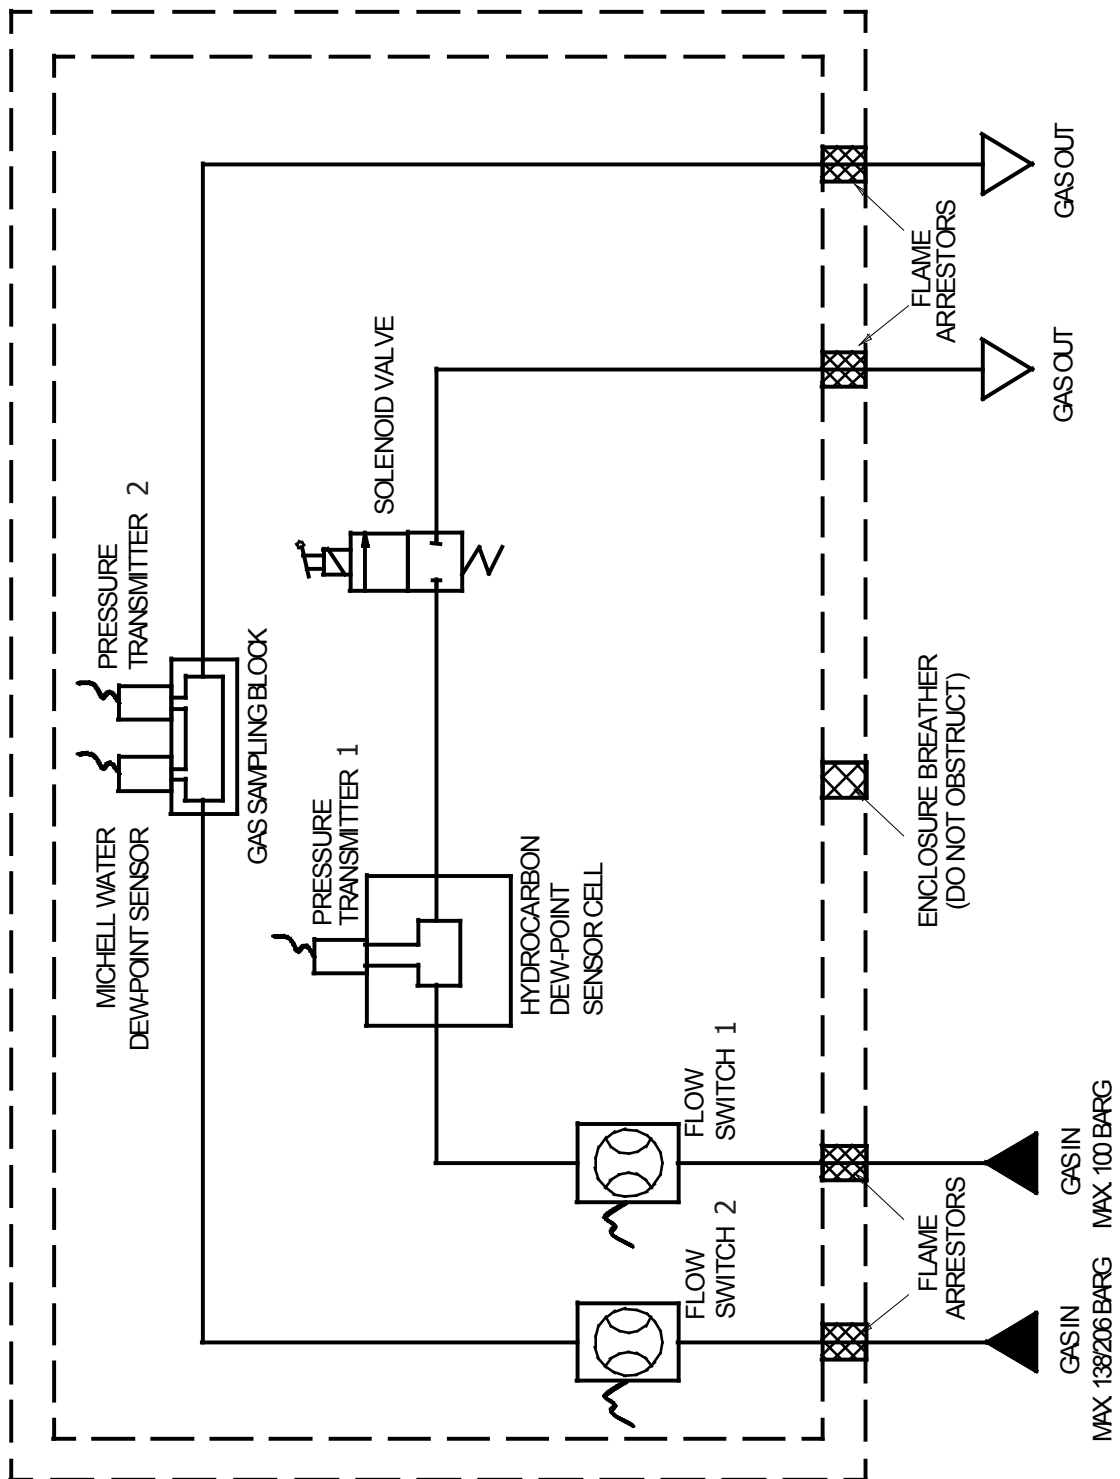 MICHELL WATER
DEW-POINT SENSOR
PRESSURE
TRANSMITTER 2
GAS SAMPLING BLOCK
PRESSURE
TRANSMITTER 1
SOLENOID VALVE
HYDROCARBON
DEW-POINT
SENSOR CELL
FLOW
SWITCH 2
FLOW
SWITCH 1
FLAME
ARRESTORS
ENCLOSURE BREATHER
(DO NOT OBSTRUCT)
FLAME
ARRESTORS
GAS IN
MAX 138/206 BARG
GAS IN
MAX 100 BARG
GAS OUT
GAS OUT